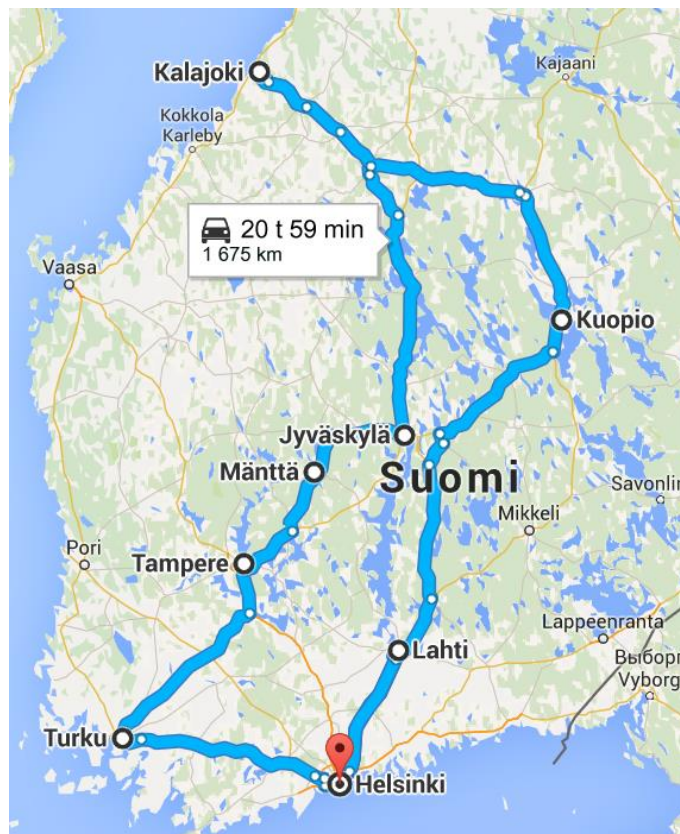 Kalajoki
Kajaani
Kokkola
Karleby
20 t 59 min
1 675 km
Vaasa
Kuopio
Jyväskylä
Mänttä
Suomi
Savonlin
Mikkeli
Pori
Tampere
Lappeenranta
Lahti
Выборг
Vyborg
Turku
Helsinki